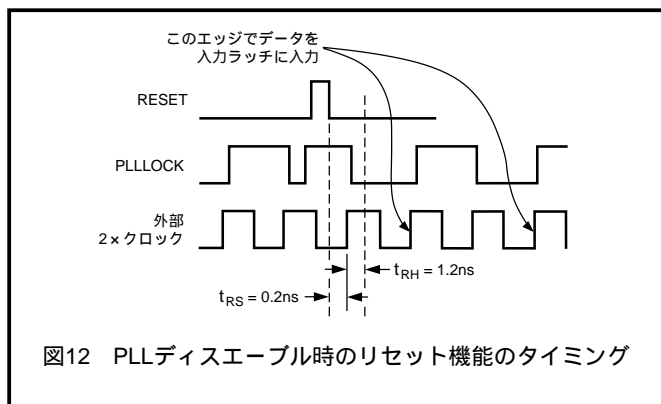 このエッジでデータを
入力ラッチに入力
RESET
PLLLOCK
外部
2×クロック
tRH = 1.2ns
tRS = 0.2ns
図12 PLLディスエーブル時のリセット機能のタイミング